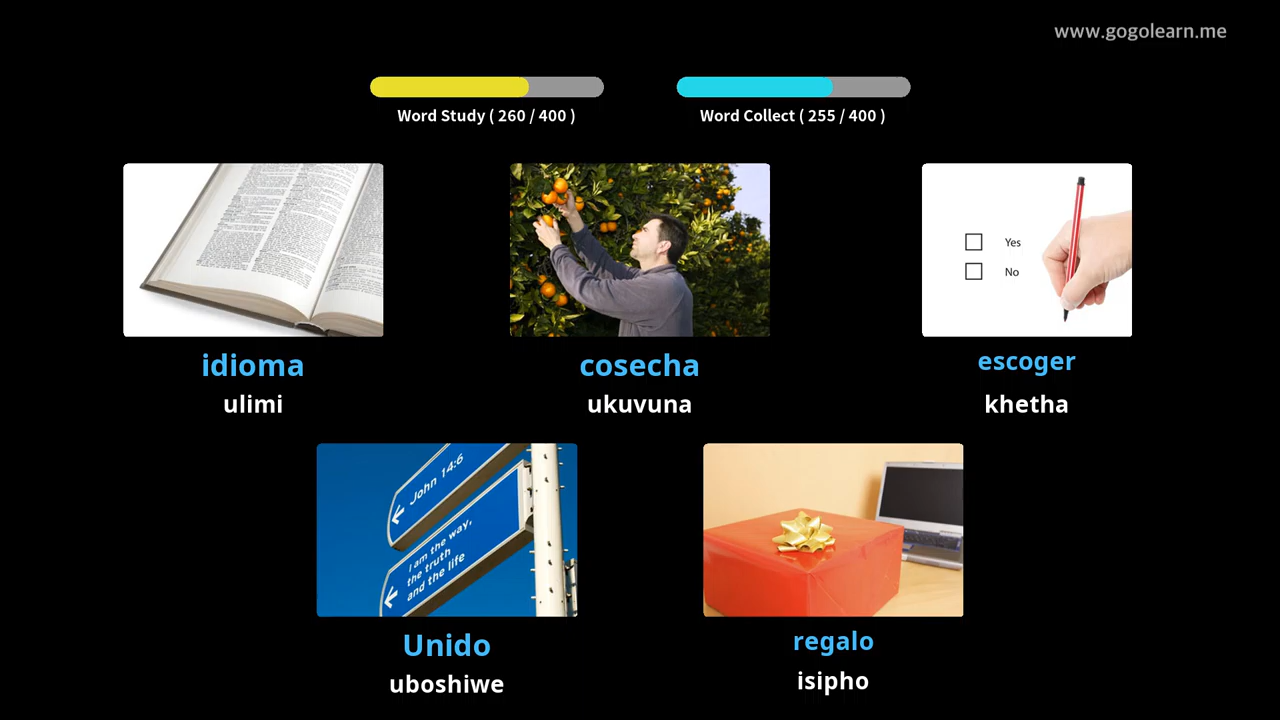 www.gogolearn.me
Word Study ( 260 / 400 )
Word Collect ( 255 / 400 )
Yes
No
idioma
cosecha
escoger
ulimi
ukuvuna
khetha
John 14:6
I am the way,
the truth
and the life
Unido
regalo
uboshiwe
isipho